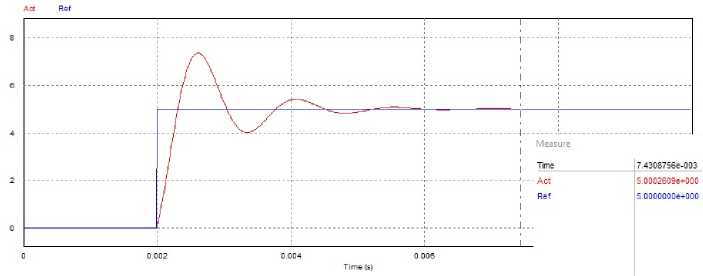 Act Ref
8
6
4
2
0
0 0.002 0.004 0.006
Time (s)
Measure
Time 7.4308756e-003
Act 5.0002609e+000
Ref 5.0000000e+000